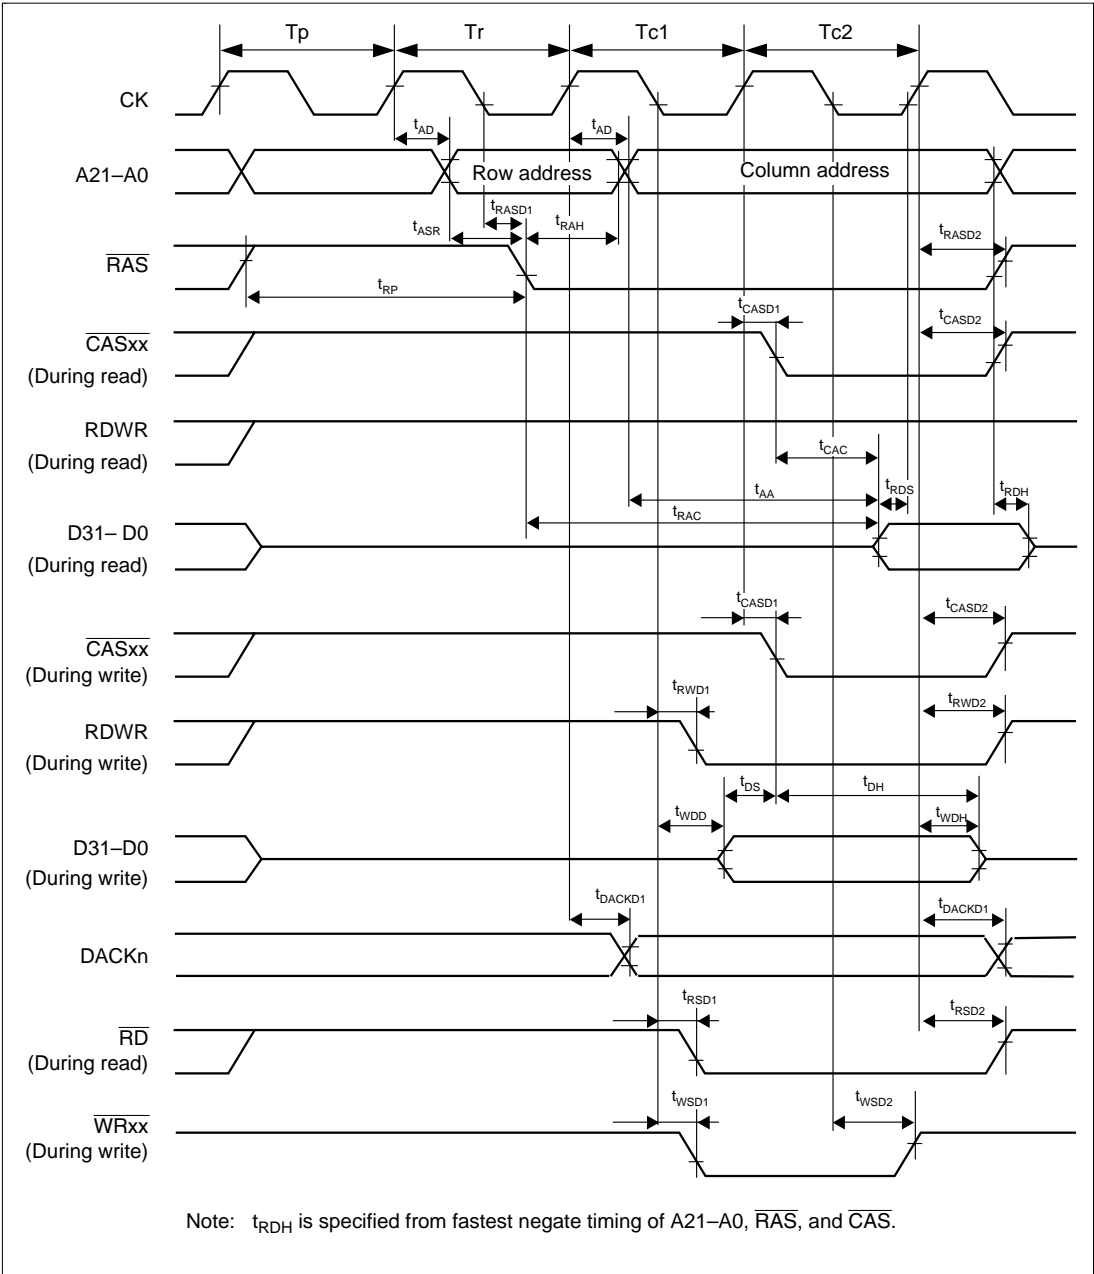 Tp Tr Tc1 Tc2
CK
tAD tAD
A21–A0 Row address Column address
tRASD1
tASR tRAH tRASD2
RAS
tRP
tCASD1 tCASD2
CASxx
(During read)
RDWR
(During read)
tCAC
tAA tRDS tRDH
tRAC
D31– D0
(During read)
tCASD1 tCASD2
CASxx
(During write)
tRWD1 tRWD2
RDWR
(During write)
tDS tDH
tWDD tWDH
D31–D0
(During write)
tDACKD1 tDACKD1
DACKn
tRSD1 tRSD2
RD
(During read)
tWSD1 tWSD2
WRxx
(During write)
Note: tRDH is specified from fastest negate timing of A21–A0, RAS, and CAS.